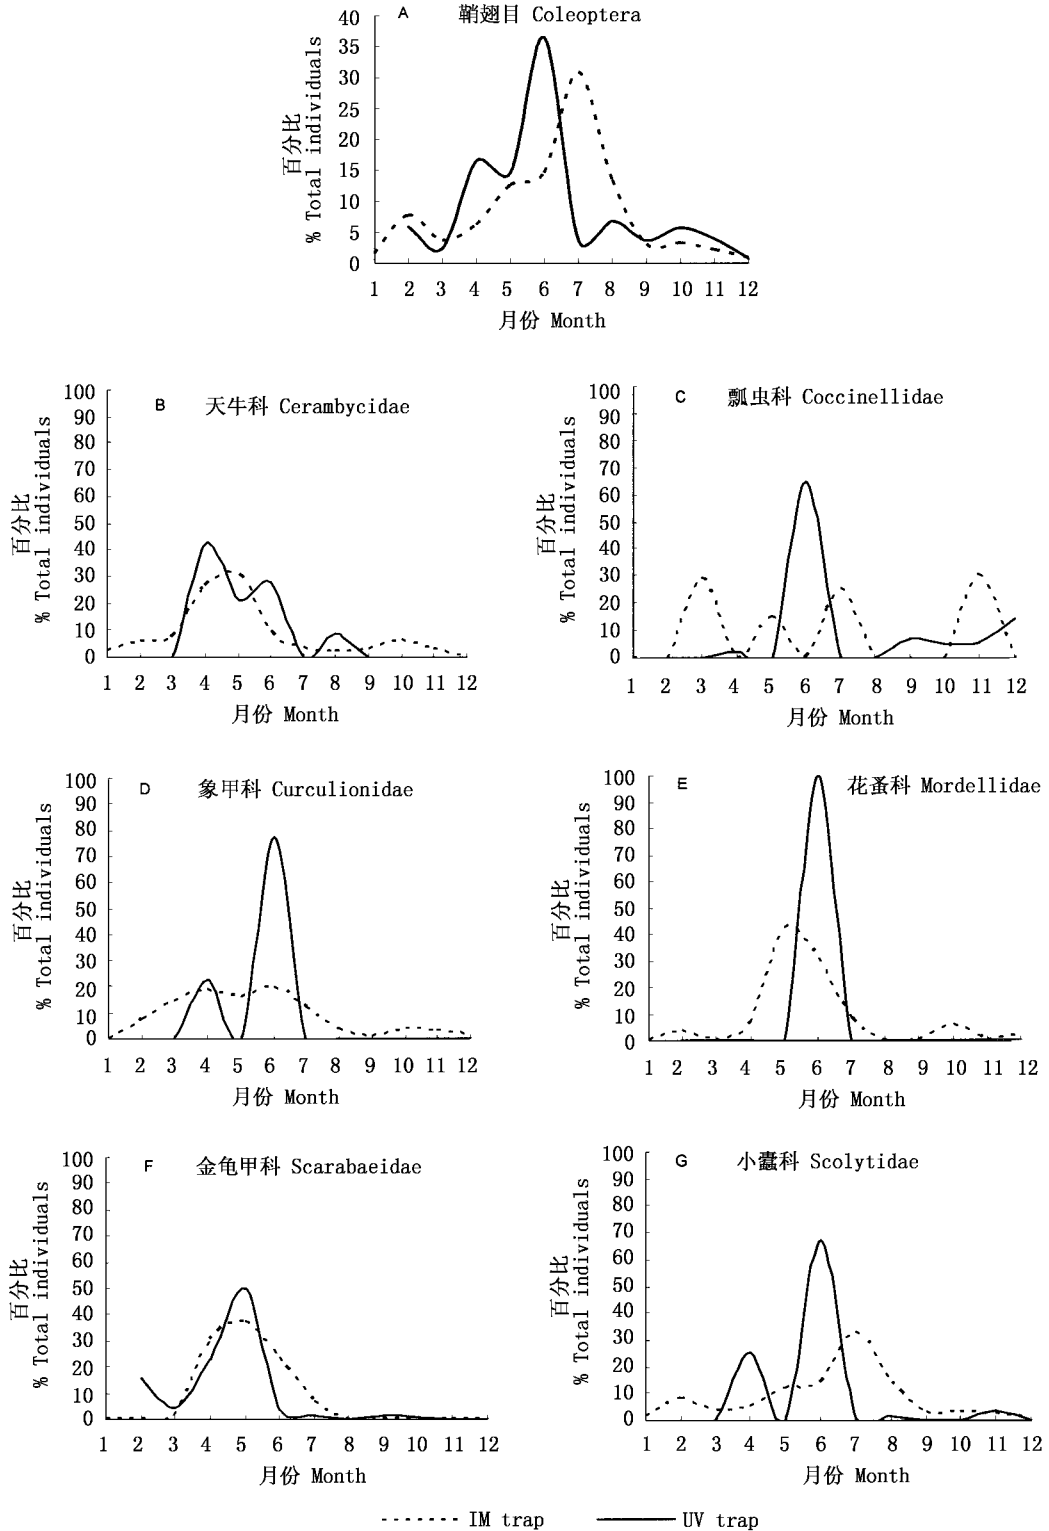 A 鞘翅目 Coleoptera
百分比
% Total individuals
40
35
30
25
20
15
10
5
0
1 2 3 4 5 6 7 8 9 10 11 12
月份 Month
B 天牛科 Cerambycidae
百分比
% Total individuals
100
90
80
70
60
50
40
30
20
10
0
1 2 3 4 5 6 7 8 9 10 11 12
月份 Month
C 瓢虫科 Coccinellidae
百分比
% Total individuals
100
90
80
70
60
50
40
30
20
10
0
1 2 3 4 5 6 7 8 9 10 11 12
月份 Month
D 象甲科 Curculionidae
百分比
% Total individuals
100
90
80
70
60
50
40
30
20
10
0
1 2 3 4 5 6 7 8 9 10 11 12
月份 Month
E 花蚤科 Mordellidae
百分比
% Total individuals
100
90
80
70
60
50
40
30
20
10
0
1 2 3 4 5 6 7 8 9 10 11 12
月份 Month
F 金龟甲科 Scarabaeidae
百分比
% Total individuals
100
90
80
70
60
50
40
30
20
10
0
1 2 3 4 5 6 7 8 9 10 11 12
月份 Month
G 小蠹科 Scolytidae
百分比
% Total individuals
100
90
80
70
60
50
40
30
20
10
0
1 2 3 4 5 6 7 8 9 10 11 12
月份 Month
IM trap UV trap